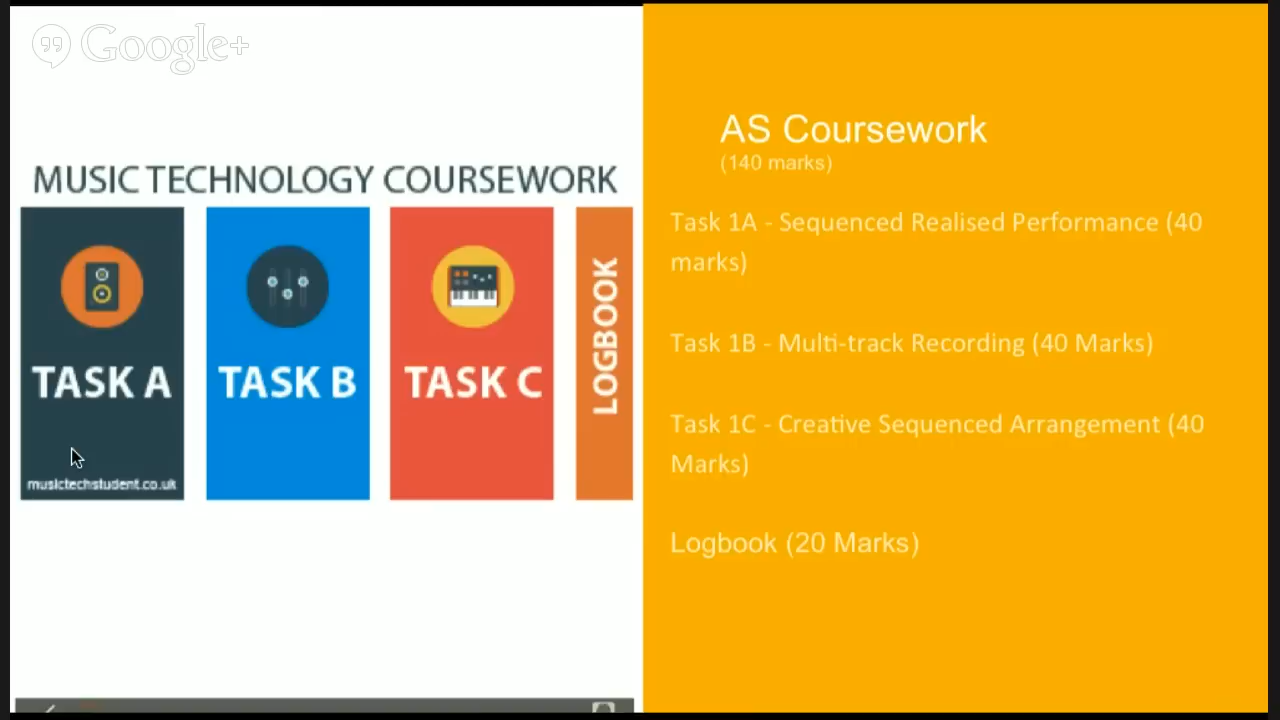 Google+
MUSIC TECHNOLOGY COURSEWORK
TASK A
musictechstudent.co.uk
TASK B
TASK C
LOGBOOK
AS Coursework
(140 marks)
Task 1A - Sequenced Realised Performance (40
marks)
Task 1B - Multi-track Recording (40 Marks)
Task 1C - Creative Sequenced Arrangement (40
Marks)
Logbook (20 Marks)